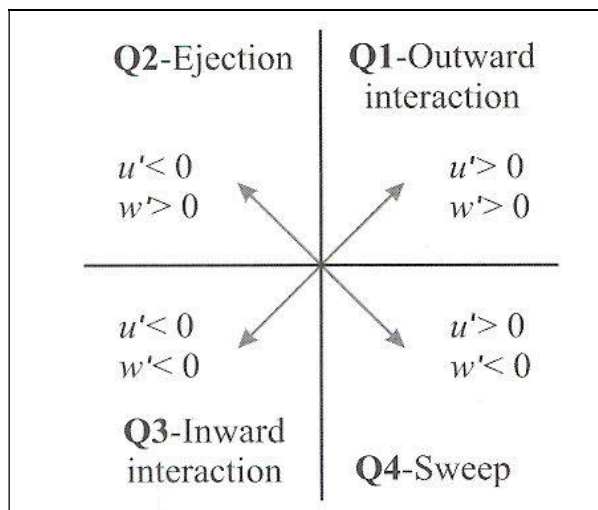 Q2-Ejection
Q1-Outward
interaction
u'< 0
w'> 0
u'> 0
w'> 0
u'< 0
w'< 0
u'> 0
w'< 0
Q3-Inward
interaction
Q4-Sweep